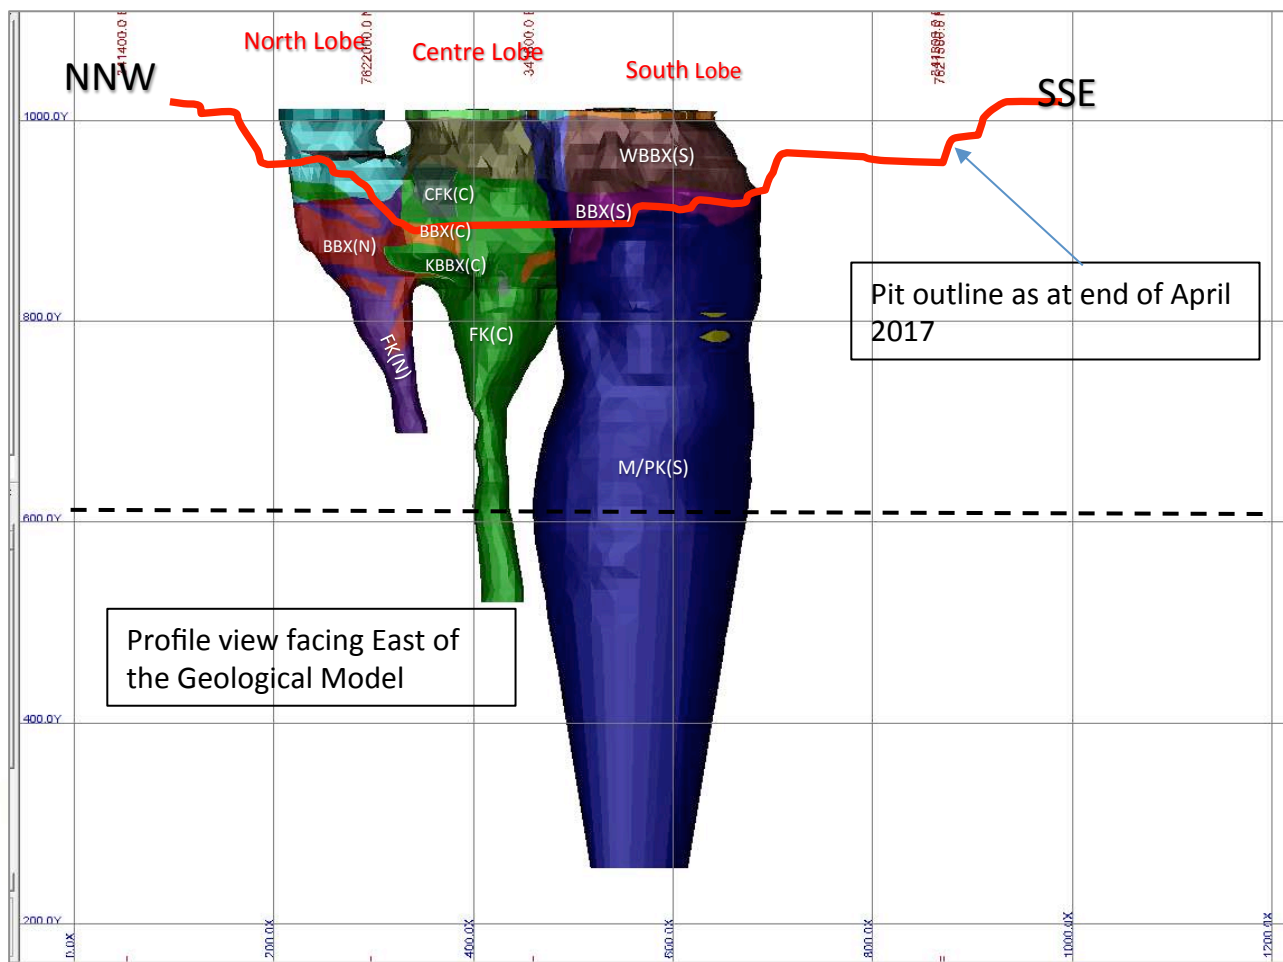 North Lobe
Centre Lobe
South Lobe
NNW
SSE
7622000.0 N
1000.0Y
WBBX(S)
CFK(C)
BBX(S)
BBX(C)
BBX(N)
KBBX(C)
Pit outline as at end of April
2017
800.0Y
FK(N)
FK(C)
M/PK(S)
600.0Y
Profile view facing East of
the Geological Model
400.0Y
200.0Y
0.0X
200.0X
400.0X
600.0X
800.0X
1000.0X
1200.0X